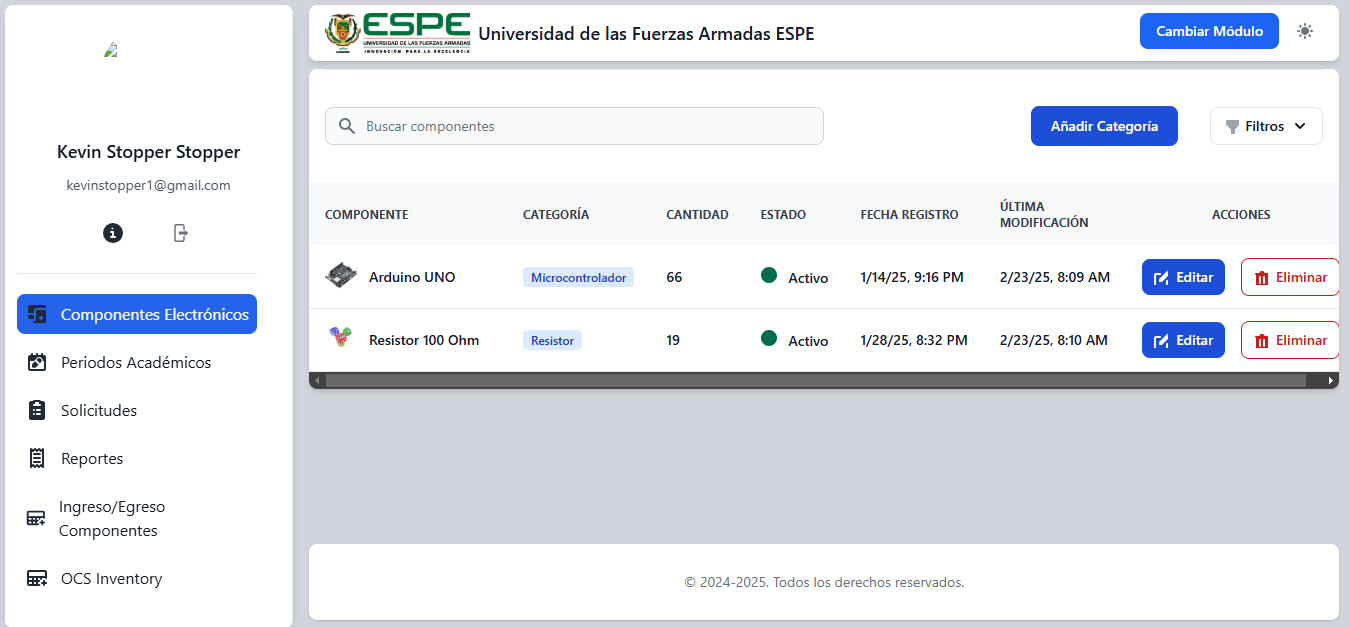 Kevin Stopper Stopper
kevinstopper1@gmail.com
Componentes Electrónicos
Periodos Académicos
Solicitudes
Reportes
Ingreso/Egreso
Componentes
OCS Inventory
ESPE
UNIVERSIDAD DE LAS FUERZAS ARMADAS
INNOVACIÓN PARA LA EXCELENCIA
Universidad de las Fuerzas Armadas ESPE
Cambiar Módulo
Buscar componentes
Añadir Categoría
Filtros
COMPONENTE CATEGORÍA CANTIDAD ESTADO FECHA REGISTRO ÚLTIMA MODIFICACIÓN ACCIONES
Arduino UNO Microcontrolador 66 Activo 1/14/25, 9:16 PM 2/23/25, 8:09 AM Editar Eliminar
Resistor 100 Ohm Resistor 19 Activo 1/28/25, 8:32 PM 2/23/25, 8:10 AM Editar Eliminar
© 2024-2025. Todos los derechos reservados.